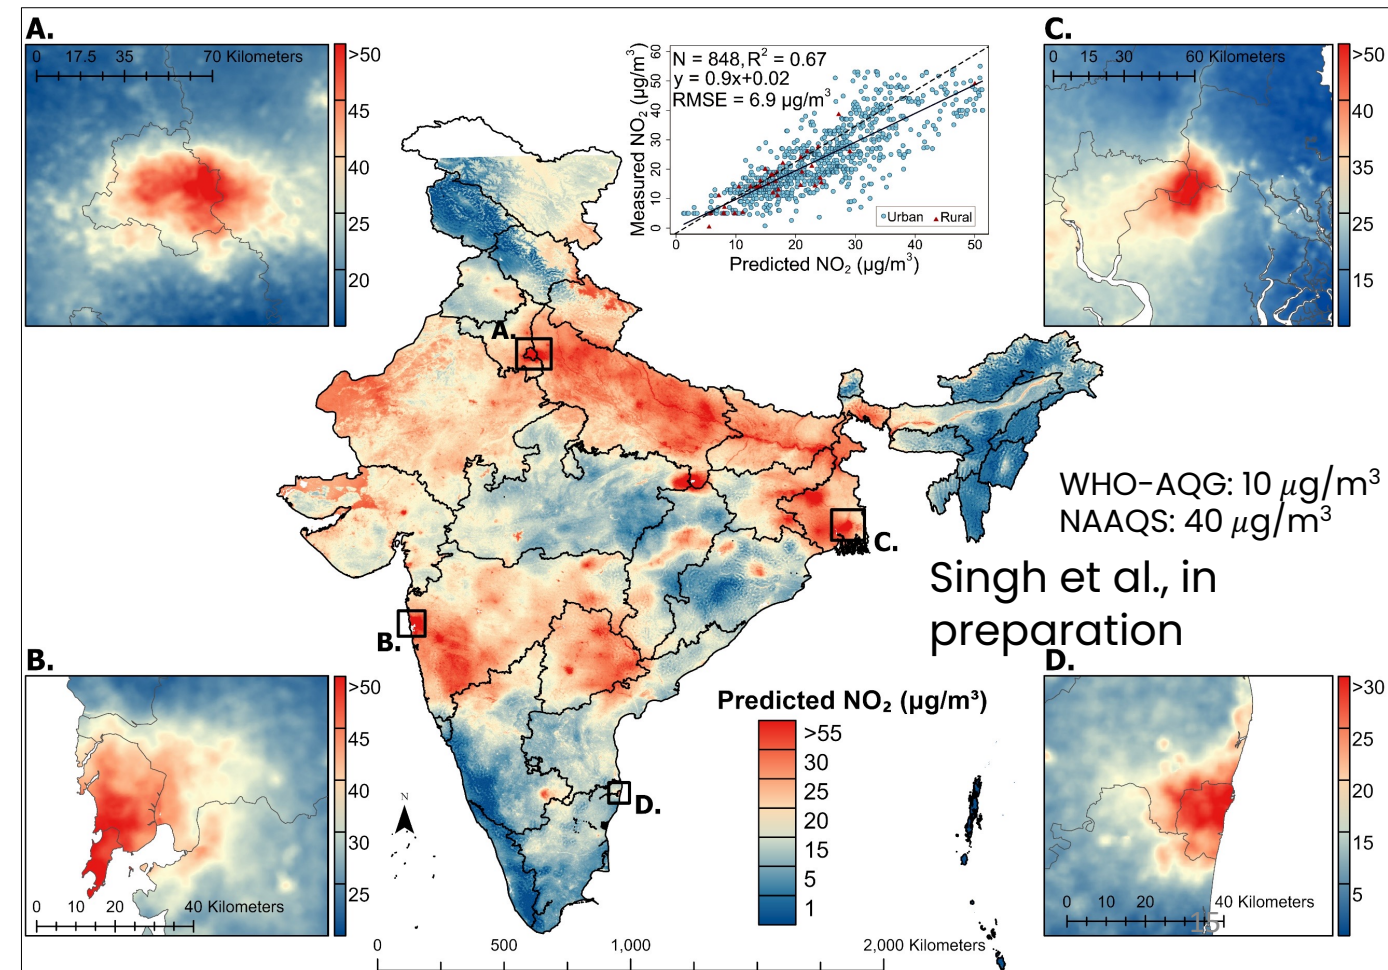 A.
0 17.5 35 70 Kilometers
>50
45
40
25
20
N = 848, R² = 0.67
y = 0.9x+0.02
RMSE = 6.9 µg/m³
Measured NO₂ (µg/m³)
60
50
40
30
20
10
0
Urban Rural
0 10 20 30 40 50
Predicted NO₂ (µg/m³)
C.
0 15 30 60 Kilometers
>50
40
35
25
15
A.
B.
C.
D.
WHO-AQG: 10 µg/m³
NAAQS: 40 µg/m³
Singh et al., in
preparation
B.
0 10 20 40 Kilometers
>50
45
40
30
25
Predicted NO₂ (µg/m³)
>55
30
25
20
15
5
1
N
0 500 1,000 2,000 Kilometers
D.
0 10 20 40 Kilometers
>30
25
20
15
5
15